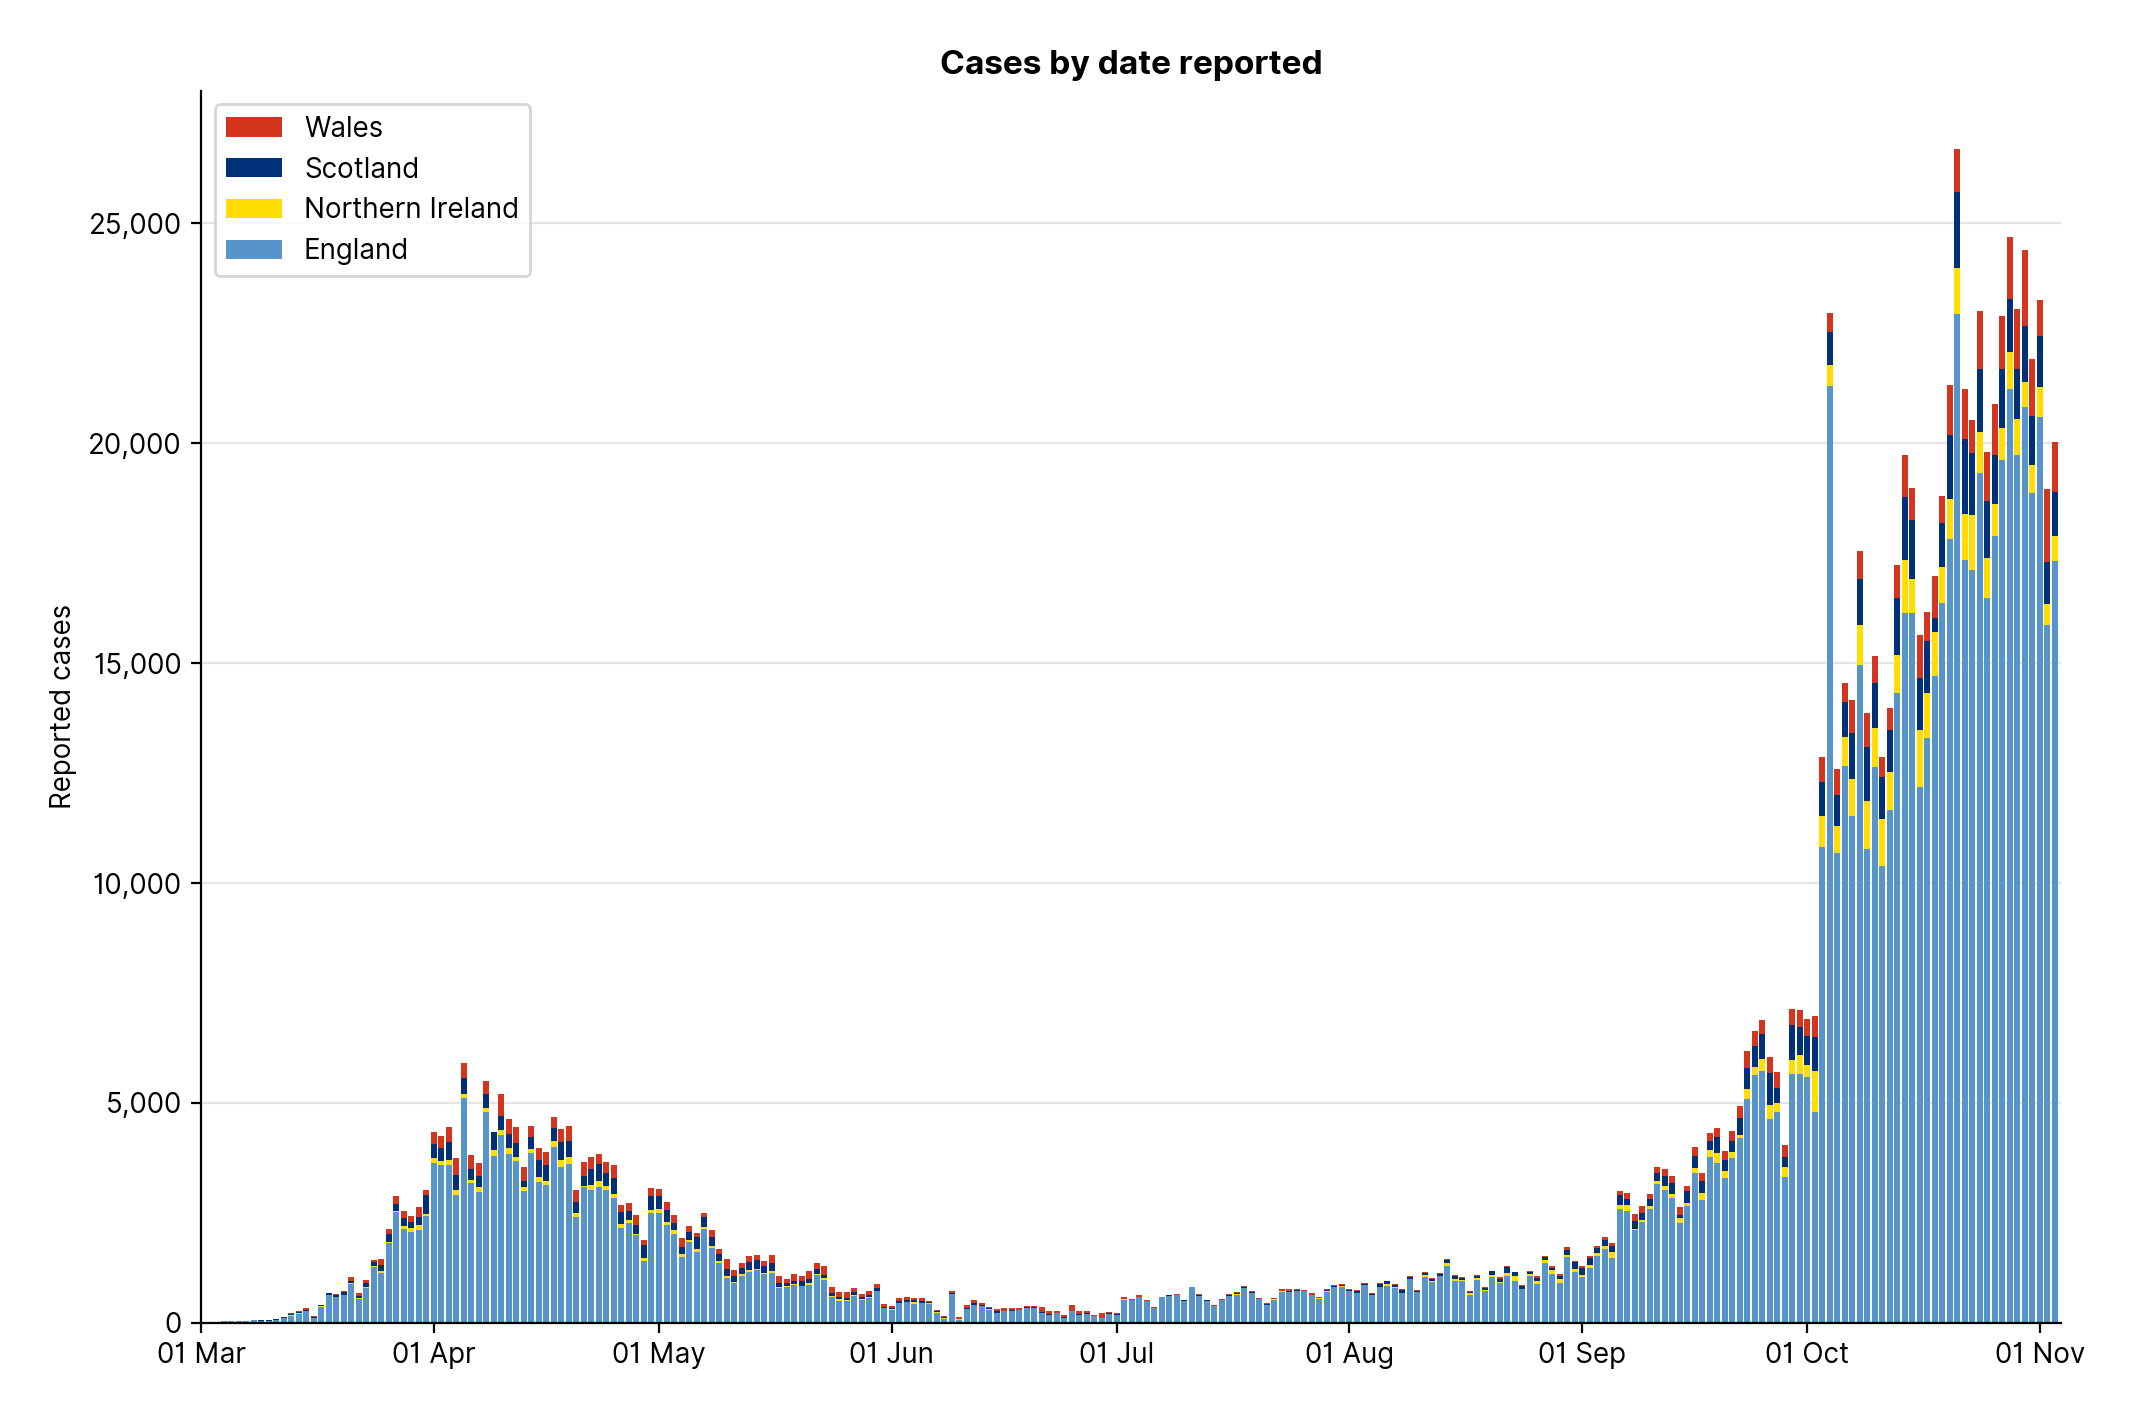 Cases by date reported
Wales
Scotland
Northern Ireland
England
Reported cases
25,000
20,000
15,000
10,000
5,000
0
01 Mar 01 Apr 01 May 01 Jun 01 Jul 01 Aug 01 Sep 01 Oct 01 Nov